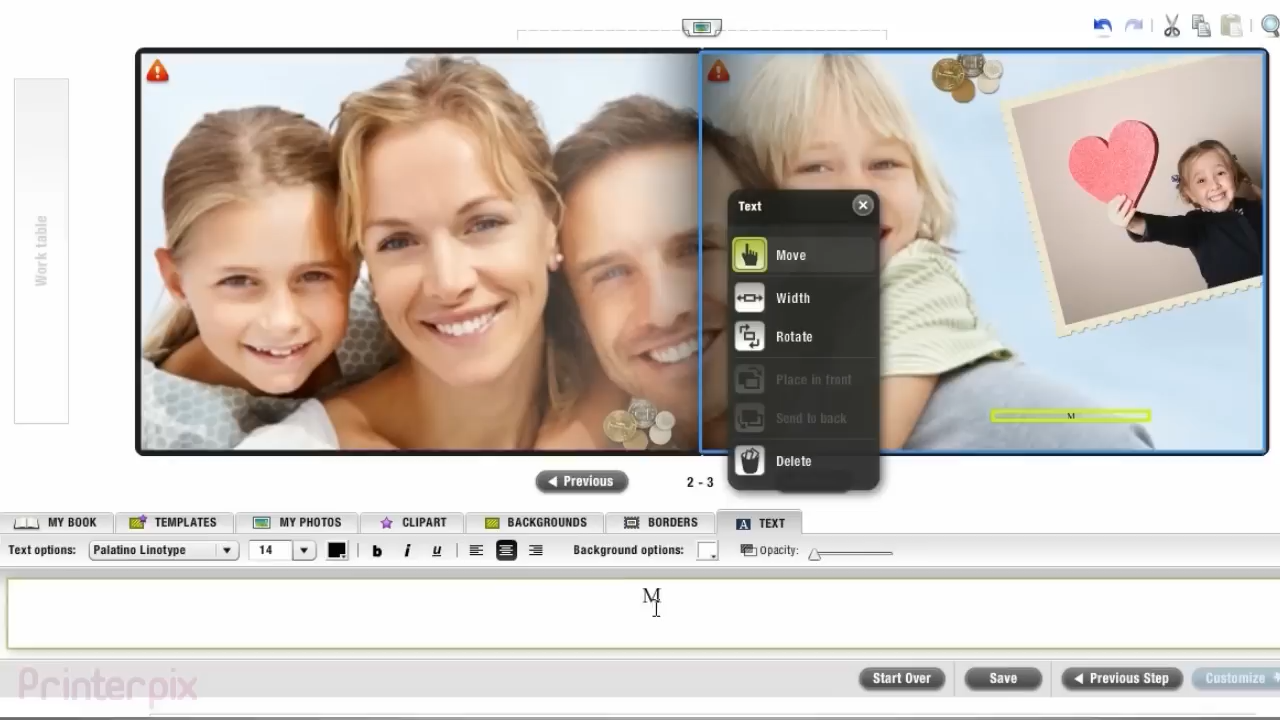 Work table
Text
Move
Width
Rotate
Place in front
Send to back
Delete
M
Previous
2 - 3
MY BOOK
TEMPLATES
MY PHOTOS
CLIPART
BACKGROUNDS
BORDERS
A TEXT
Text options:
Palatino Linotype
14
b
i
u
Background options:
Opacity:
M
Printerpix
Start Over
Save
Previous Step
Customize